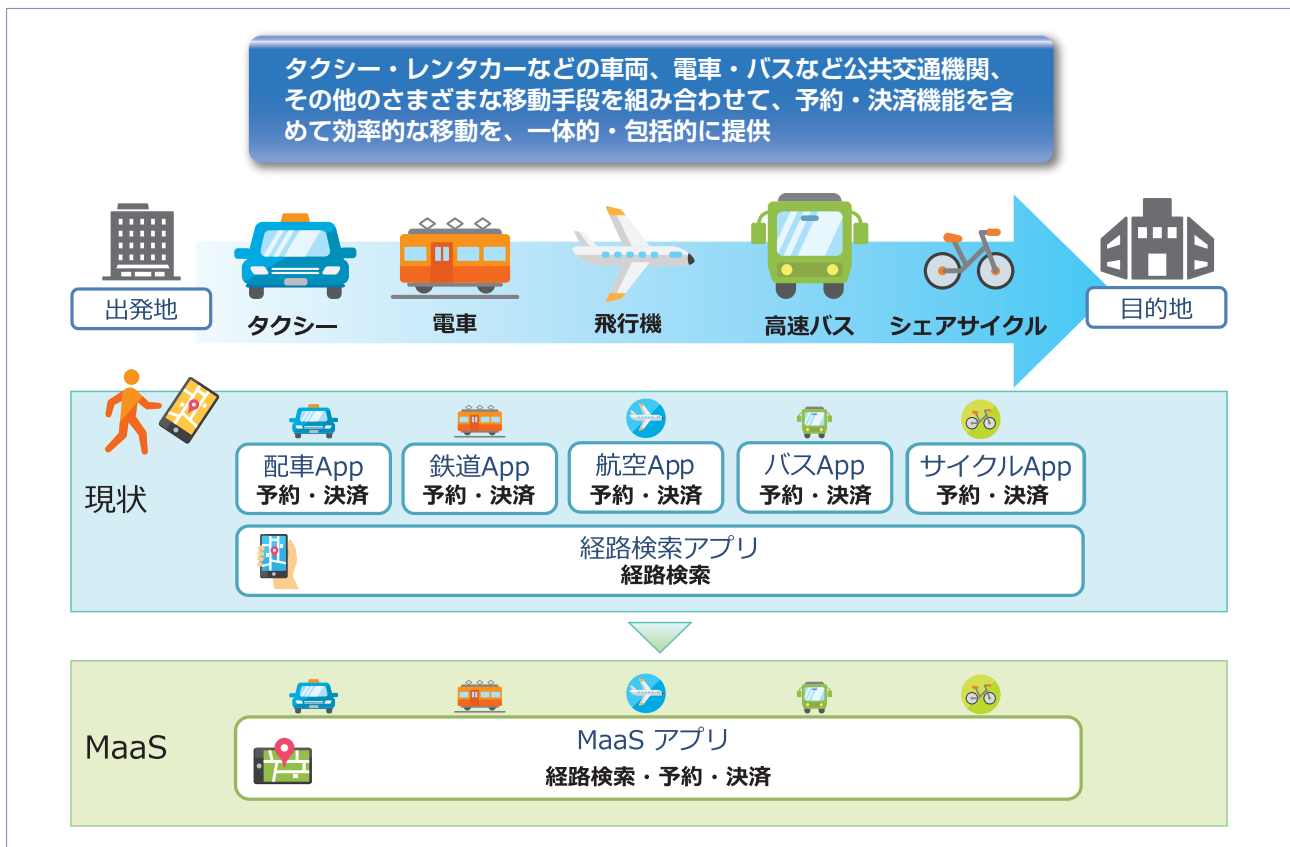 タクシー・レンタカーなどの車両、電車・バスなど公共交通機関、
その他のさまざまな移動手段を組み合わせて、予約・決済機能を含
めて効率的な移動を、一体的・包括的に提供
出発地
タクシー
電車
飛行機
高速バス
シェアサイクル
目的地
現状
配車App
予約・決済
鉄道App
予約・決済
航空App
予約・決済
バスApp
予約・決済
サイクルApp
予約・決済
経路検索アプリ
経路検索
MaaS
MaaS アプリ
経路検索・予約・決済